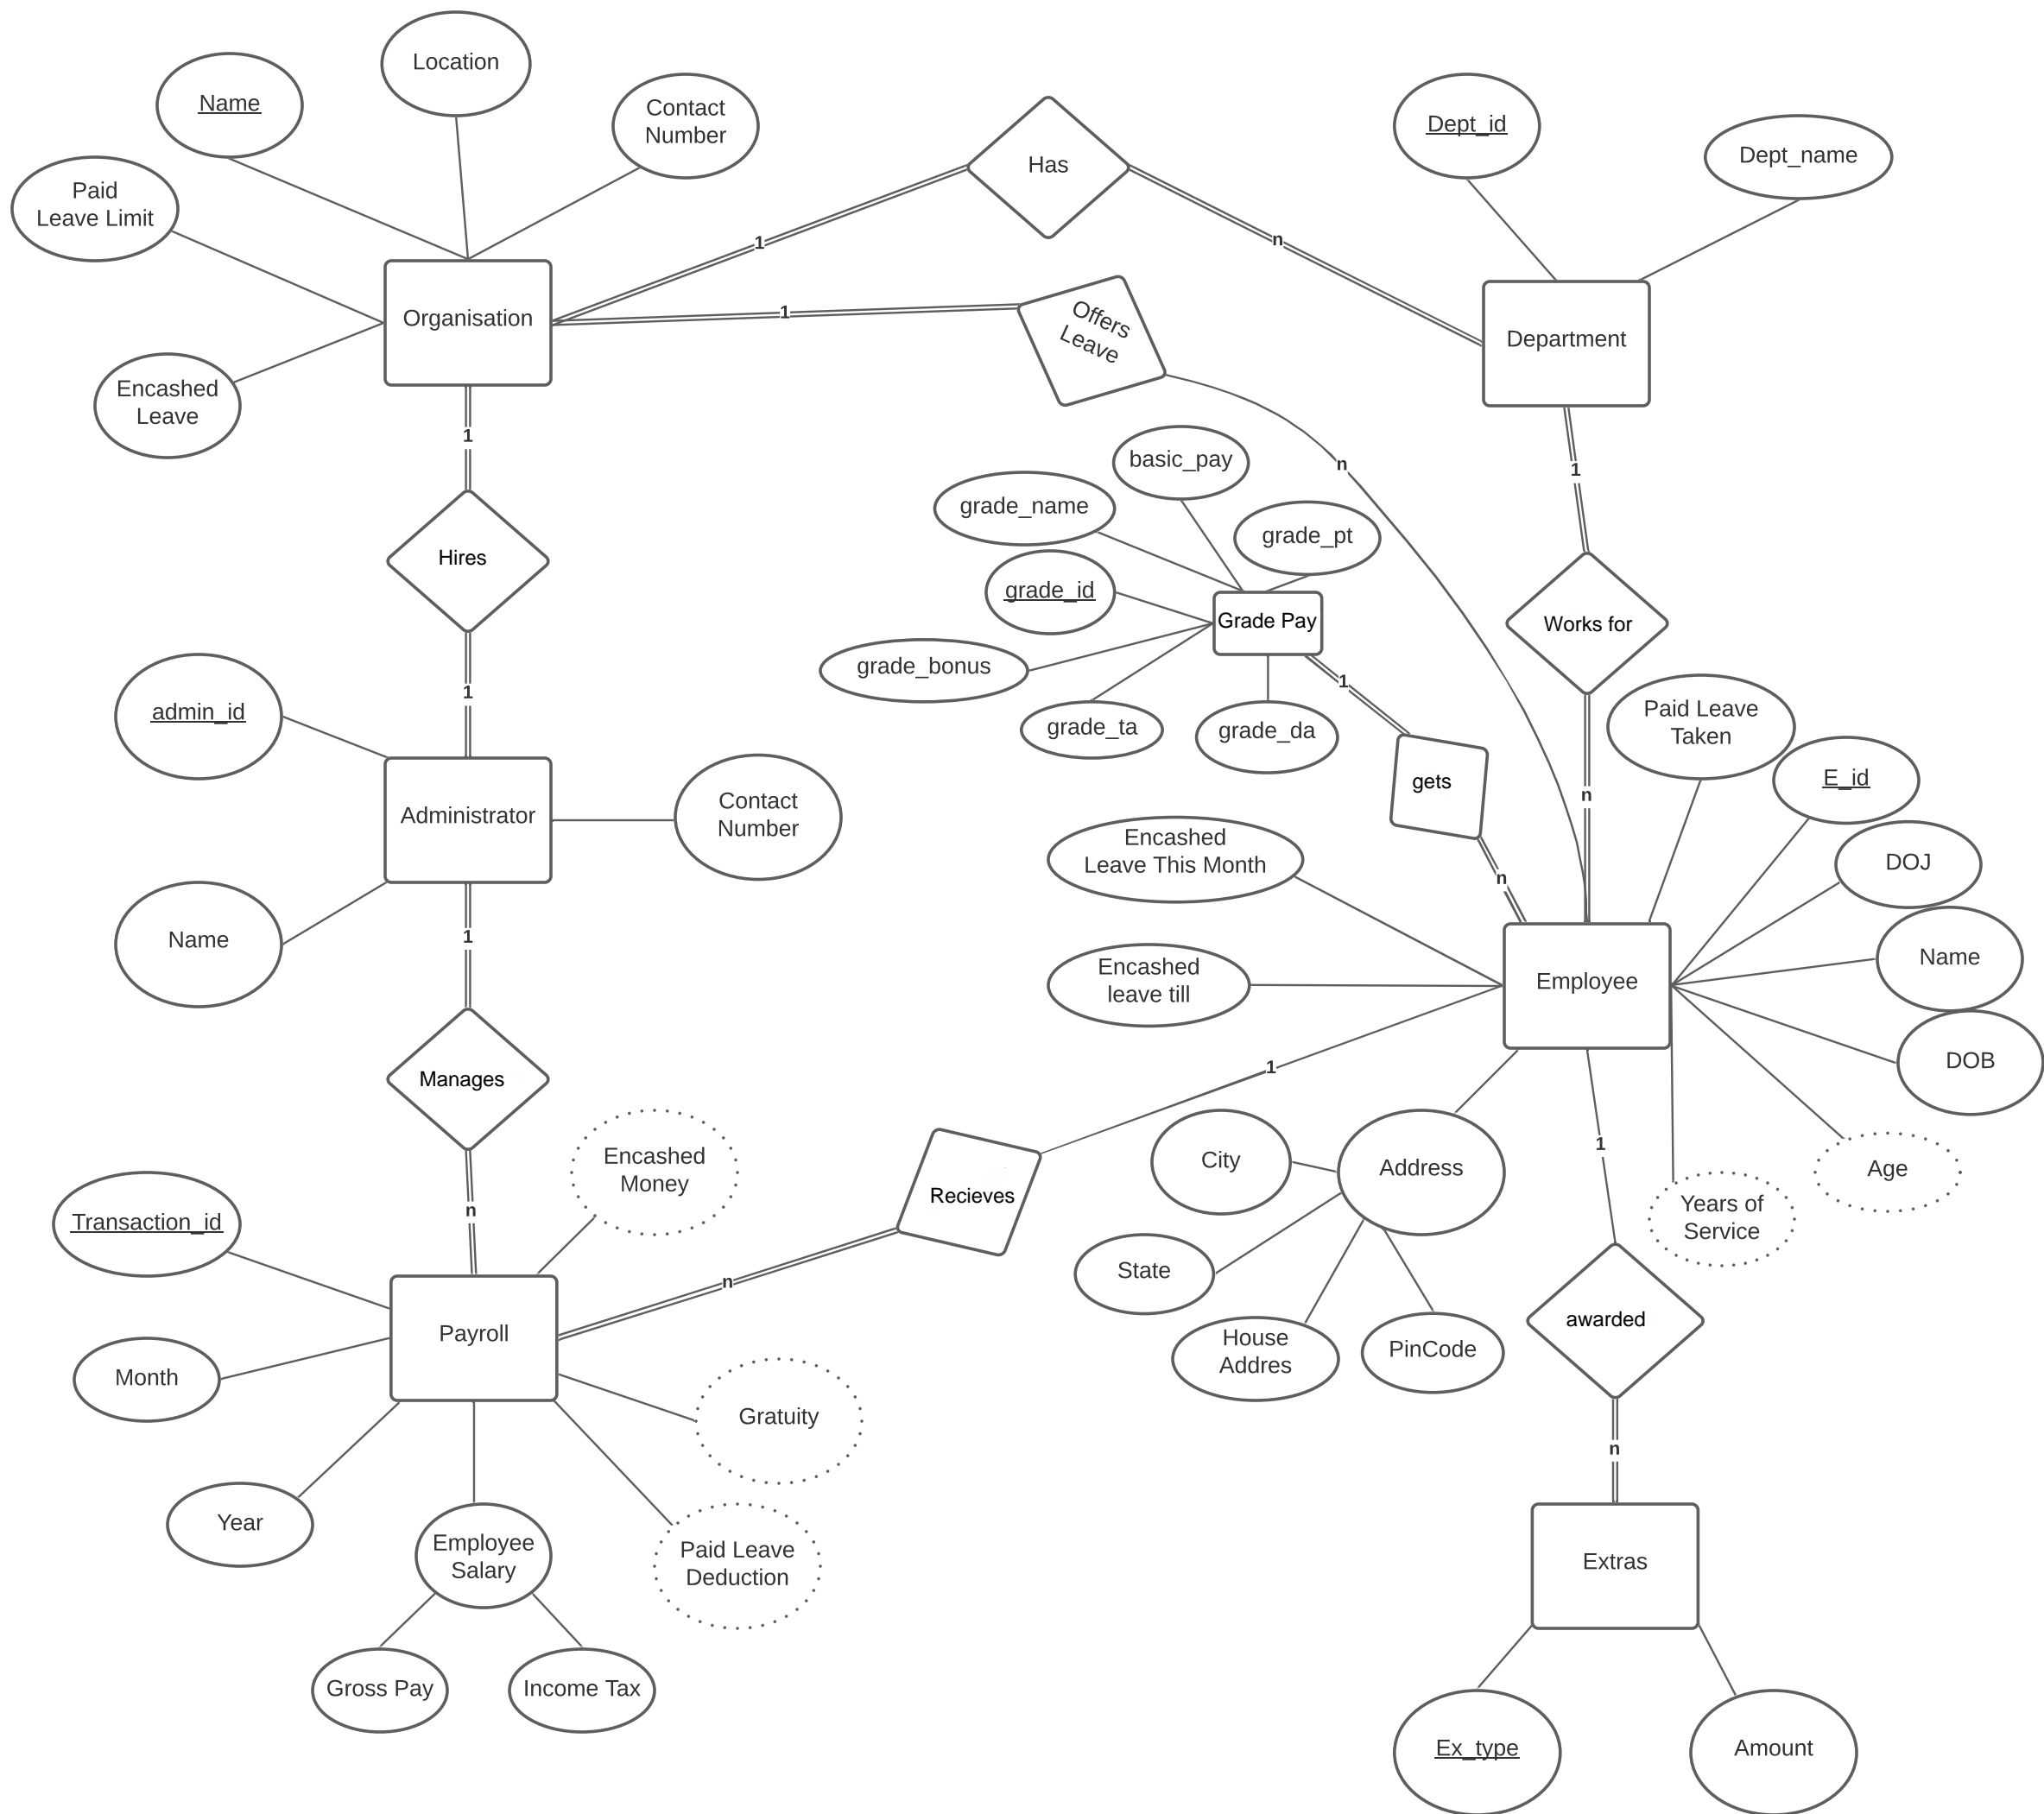 Location
Name
Contact
Number
Has
Dept_id
Dept_name
Paid
Leave Limit
Organisation
1
n
1
Offers
Leave
Department
Encashed
Leave
1
basic_pay
n
1
grade_name
grade_pt
Hires
grade_id
Grade Pay
Works for
grade_bonus
1
1
grade_ta
grade_da
admin_id
Paid Leave
Taken
gets
E_id
n
Administrator
Contact
Number
Encashed
Leave This Month
n
DOJ
Name
1
Encashed
leave till
Employee
Name
DOB
Manages
1
City
Address
1
Age
Encashed
Money
Recieves
Years of
Service
Transaction_id
n
State
n
House
Addres
PinCode
awarded
Payroll
Month
Gratuity
n
Year
Employee
Salary
Paid Leave
Deduction
Extras
Gross Pay
Income Tax
Ex_type
Amount